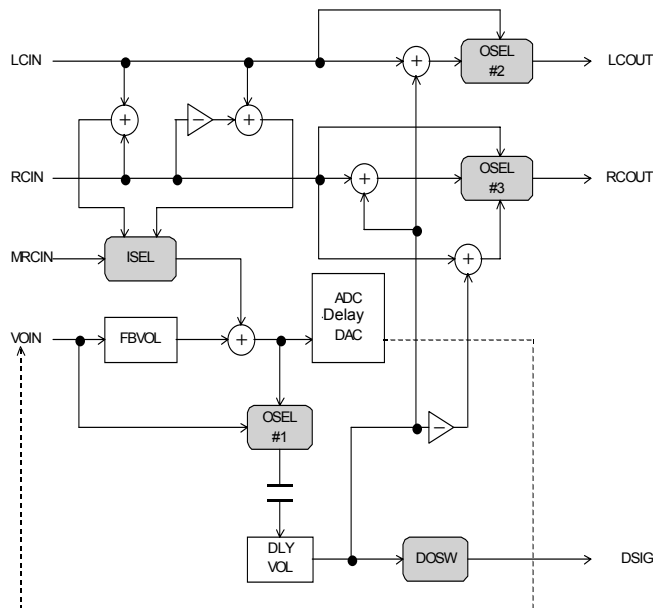 LCIN
OSEL
#2
LCOUT
+
+
−
+
RCIN
+
OSEL
#3
RCOUT
MRCIN
ISEL
+
VOIN
FBVOL
+
ADC
Delay
DAC
OSEL
#1
−
DLY
VOL
DOSW
DSIG